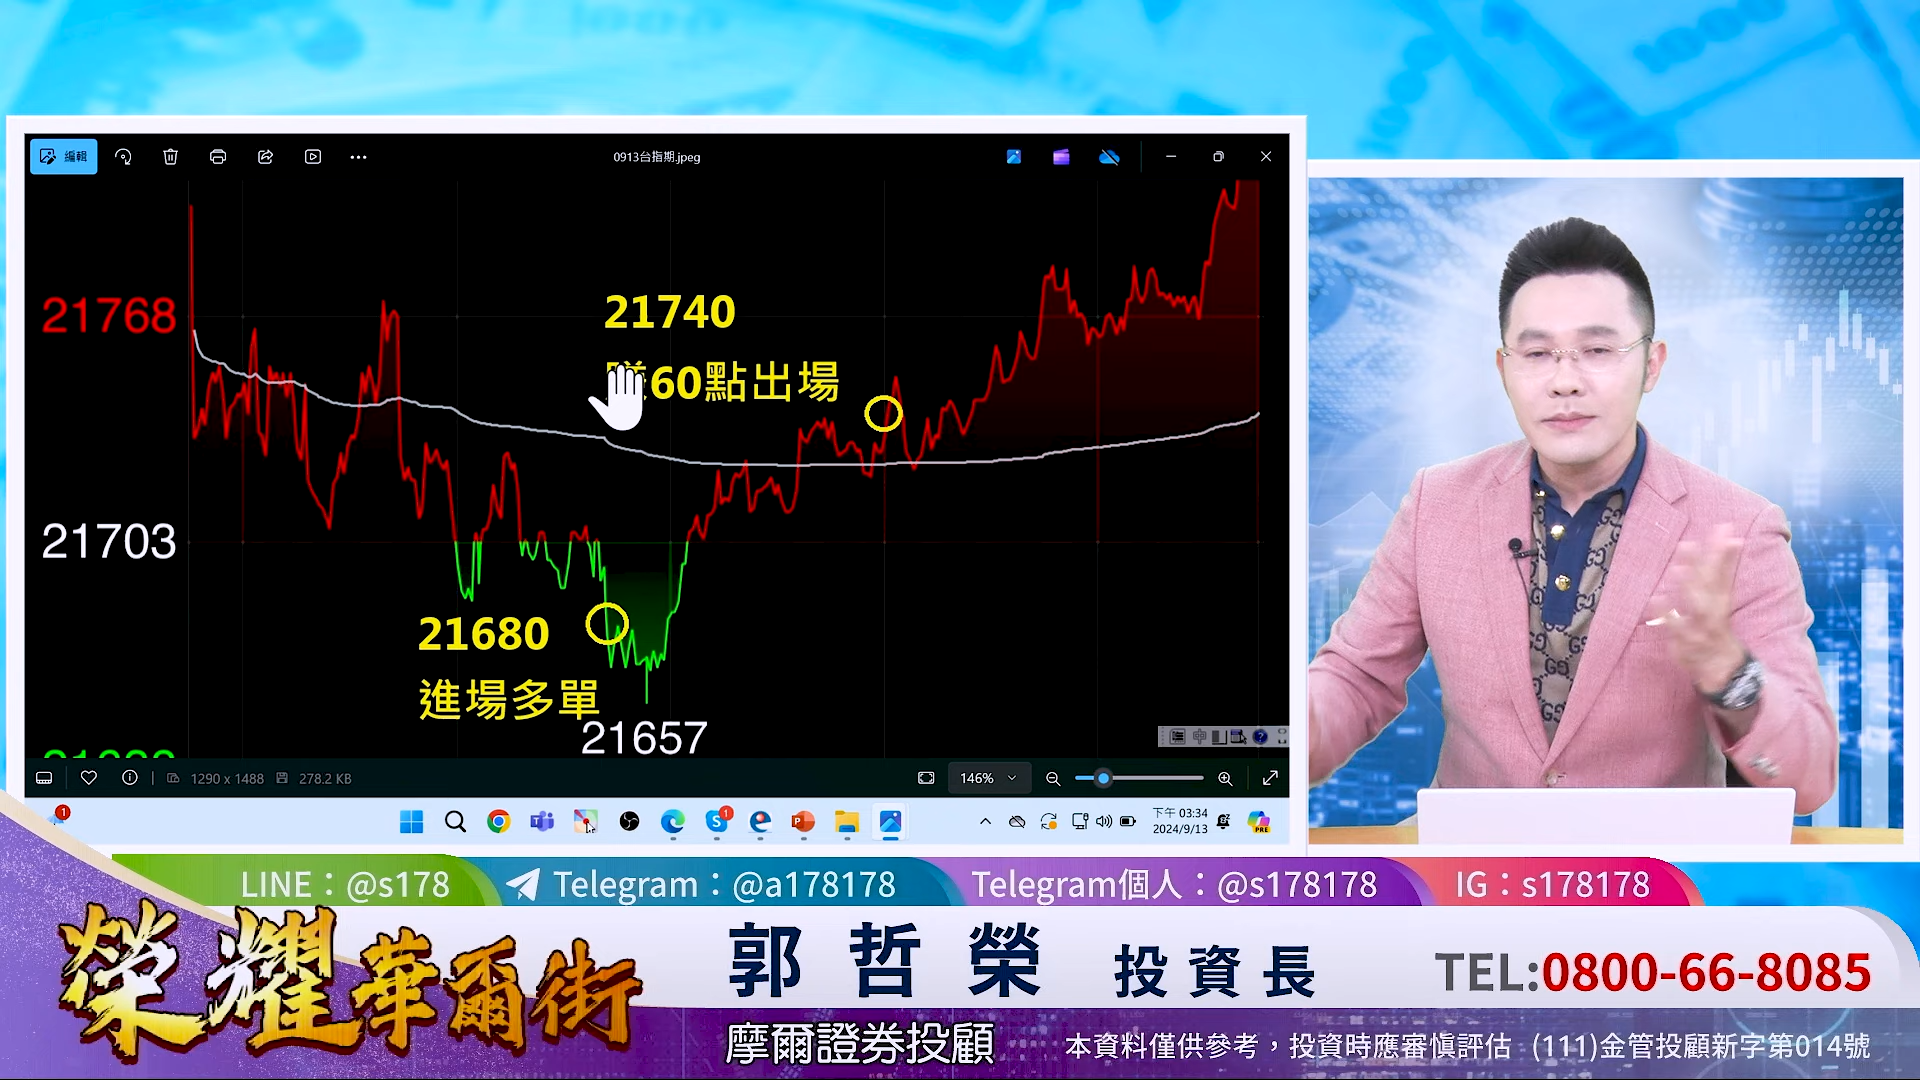 編輯
0913台指期.jpeg
21768
21740
60點出場
21703
21680
進場多單
21657
1290 x 1488
278.2 KB
146%
下午 03:34
2024/9/13
LINE：@s178
Telegram：@a178178
Telegram個人：@s178178
IG：s178178
榮耀華爾街
郭哲榮 投資長
TEL:0800-66-8085
摩爾證券投顧
本資料僅供參考，投資時應審慎評估 (111)金管投顧新字第014號